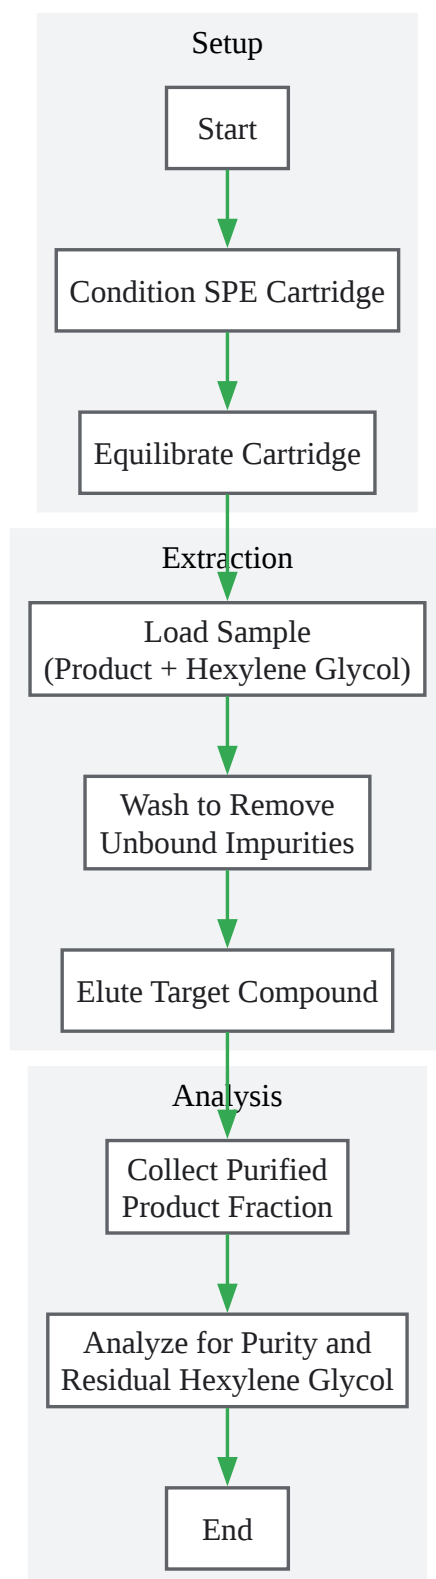 Setup
Start
Condition SPE Cartridge
Equilibrate Cartridge
Extraction
Load Sample
(Product + Hexylene Glycol)
Wash to Remove
Unbound Impurities
Elute Target Compound
Analysis
Collect Purified
Product Fraction
Analyze for Purity and
Residual Hexylene Glycol
End